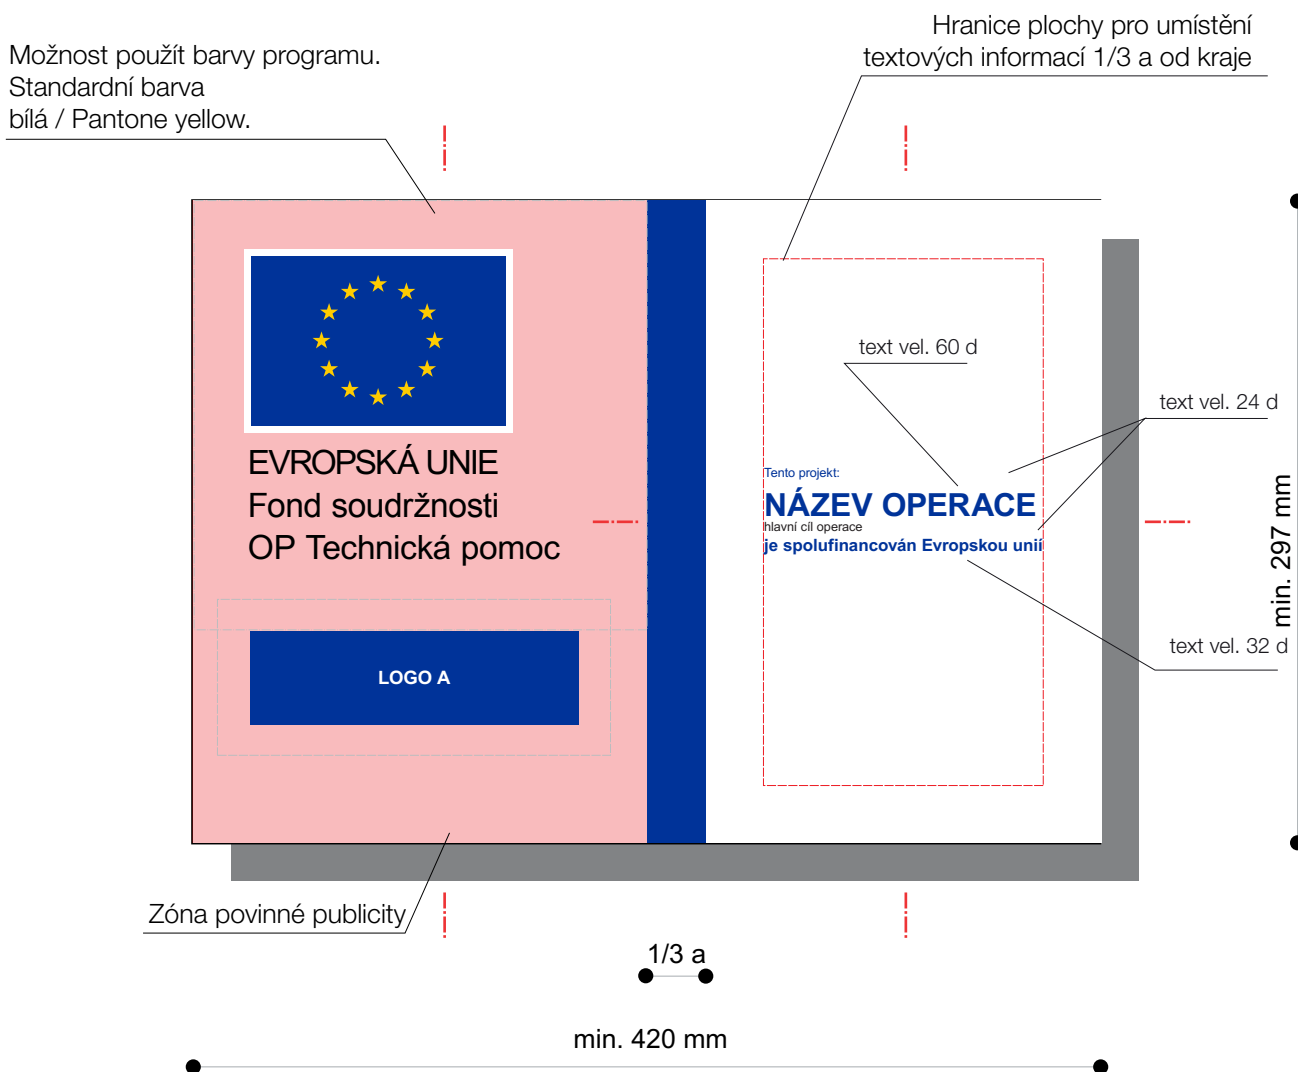 Hranice plochy pro umístění
textových informací 1/3 a od kraje
Možnost použít barvy programu.
Standardní barva
bílá / Pantone yellow.
text vel. 60 d
text vel. 24 d
EVROPSKÁ UNIE
Fond soudržnosti
OP Technická pomoc
Tento projekt:
NÁZEV OPERACE
hlavní cíl operace
je spolufinancován Evropskou unií
min. 297 mm
text vel. 32 d
LOGO A
Zóna povinné publicity
1/3 a
min. 420 mm